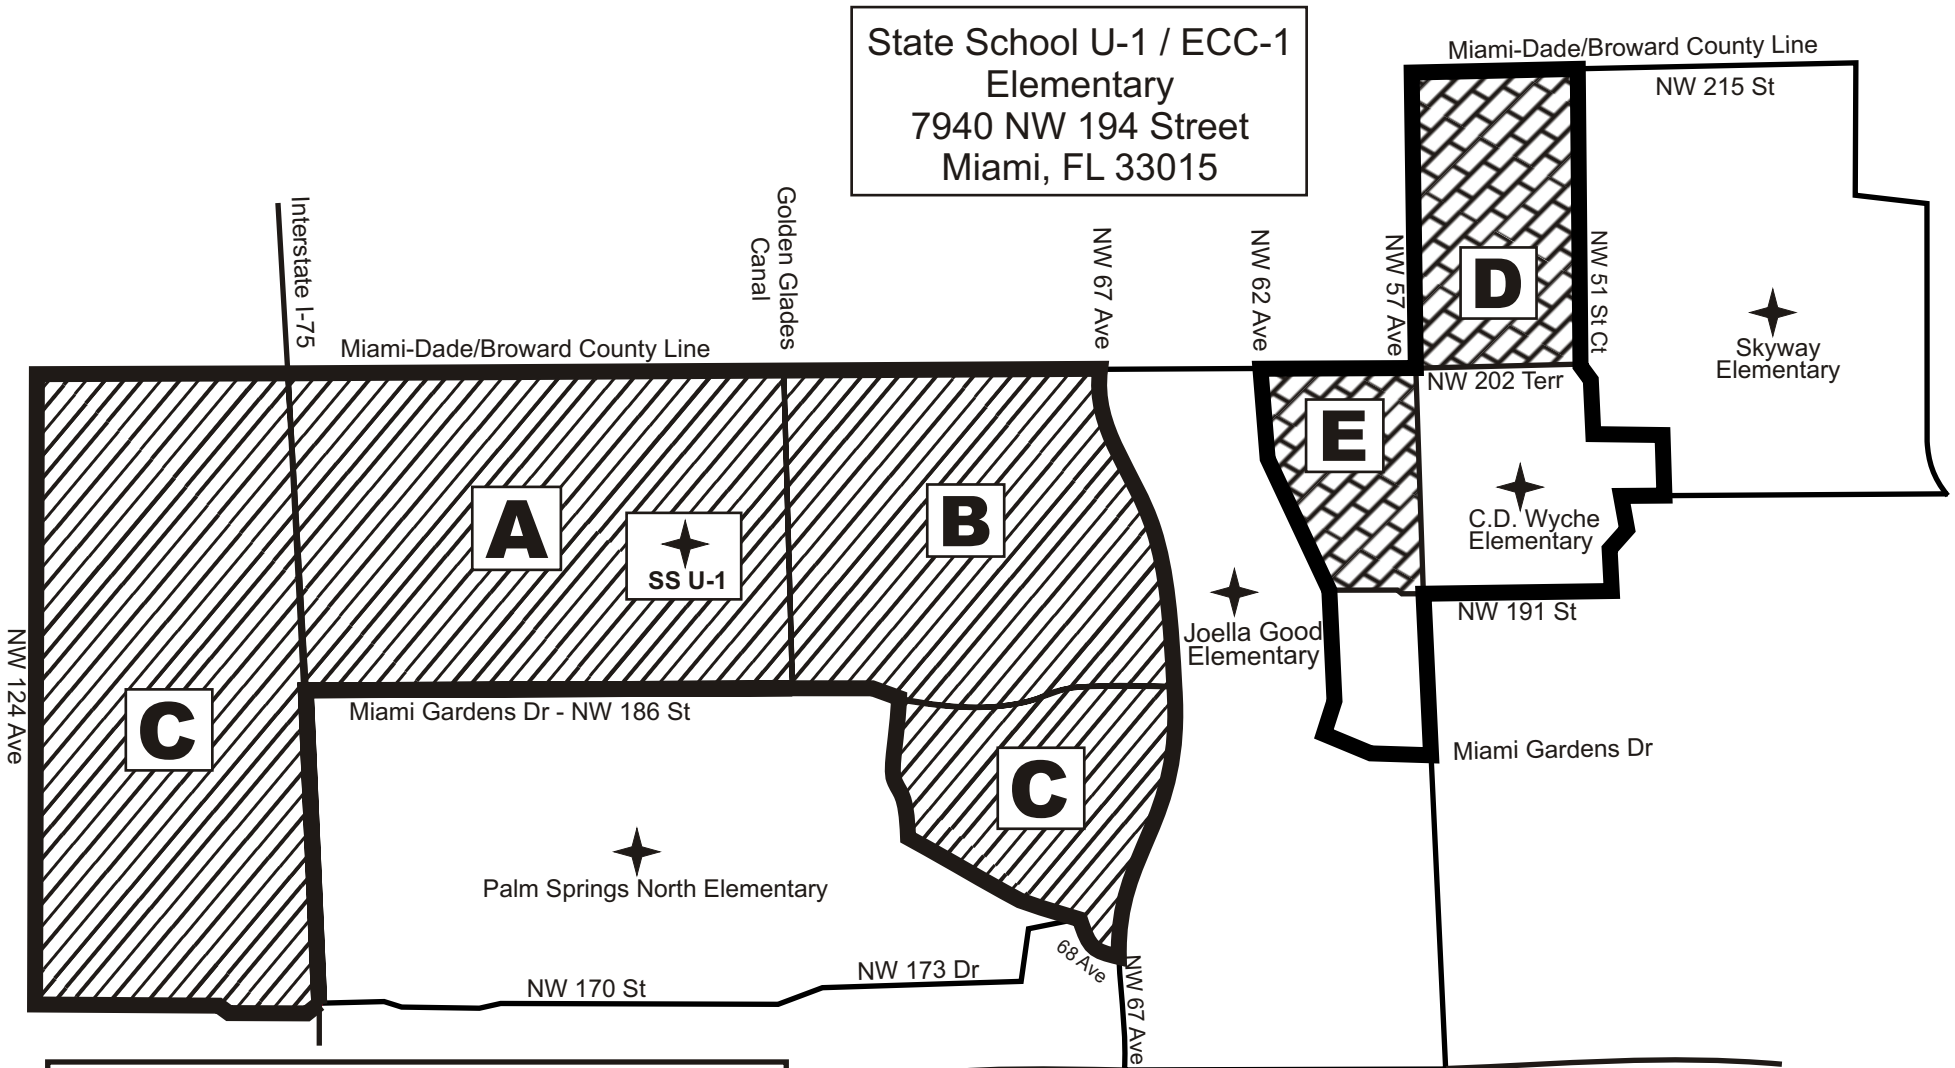 State School U-1 / ECC-1
Elementary
7940 NW 194 Street
Miami, FL 33015
Miami-Dade/Broward County Line
NW 215 St
Interstate I-75
Golden Glades
Canal
NW 67 Ave
NW 62 Ave
NW 57 Ave
NW 51 St Ct
D
Skyway
Elementary
Miami-Dade/Broward County Line
NW 202 Terr
E
A
B
SS U-1
C.D. Wyche
Elementary
NW 191 St
Joella Good
Elementary
NW 124 Ave
C
Miami Gardens Dr - NW 186 St
Miami Gardens Dr
C
Palm Springs North Elementary
68 Ave
NW 173 Dr
NW 170 St
NW 67 Ave